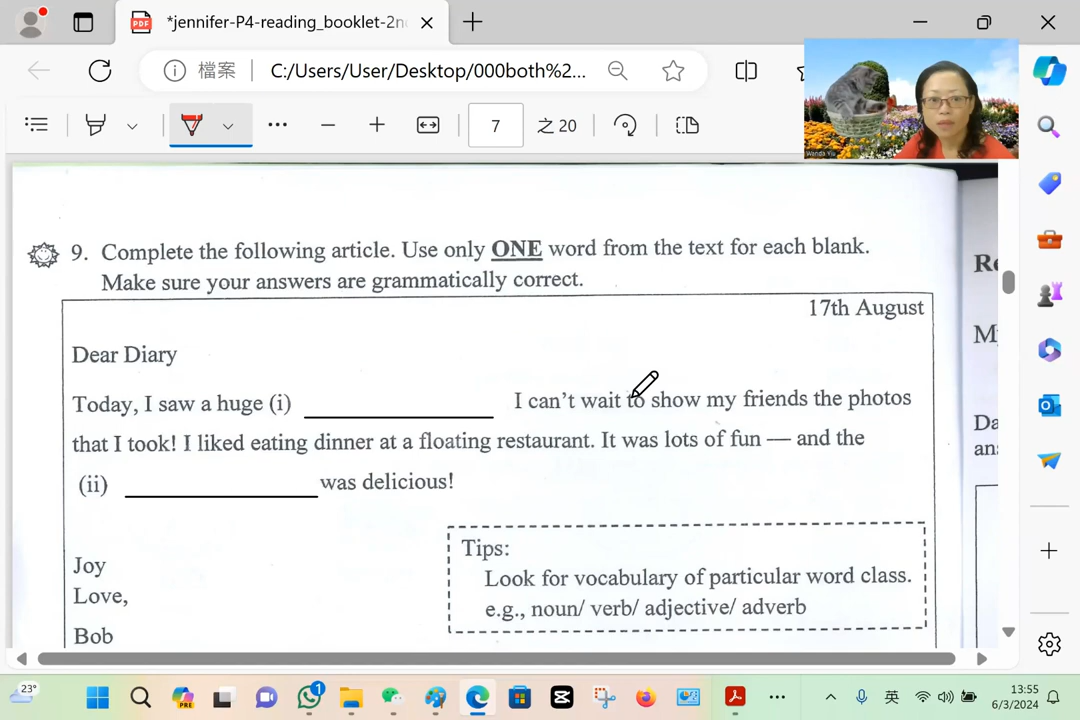 *jennifer-P4-reading_booklet-2n
檔案
C:/Users/User/Desktop/000both%2...
7
之 20
Wanda Yiu
9. Complete the following article. Use only ONE word from the text for each blank.
Make sure your answers are grammatically correct.
17th August
Dear Diary
Today, I saw a huge (i) I can't wait to show my friends the photos
that I took! I liked eating dinner at a floating restaurant. It was lots of fun — and the
(ii) was delicious!
Tips:
Look for vocabulary of particular word class.
e.g., noun/ verb/ adjective/ adverb
Joy
Love,
Bob
23°
PRE
1
英
13:55
6/3/2024